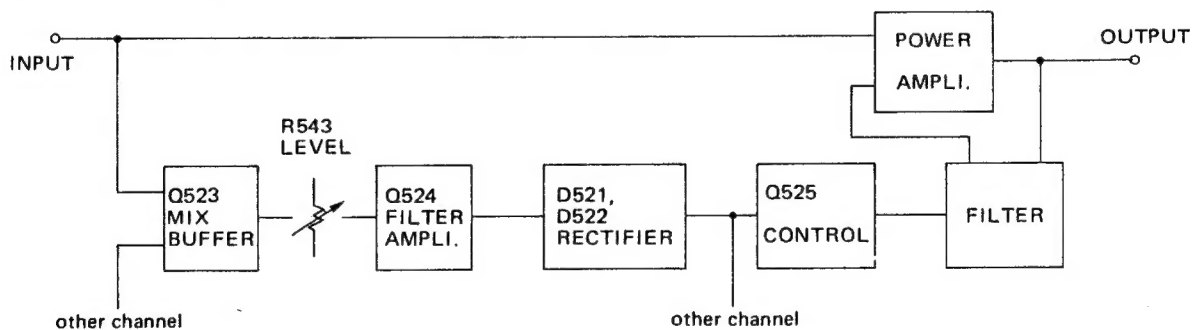 INPUT
POWER
AMPLI.
OUTPUT
R543
LEVEL
Q523
MIX
BUFFER
Q524
FILTER
AMPLI.
D521,
D522
RECTIFIER
Q525
CONTROL
FILTER
other channel
other channel